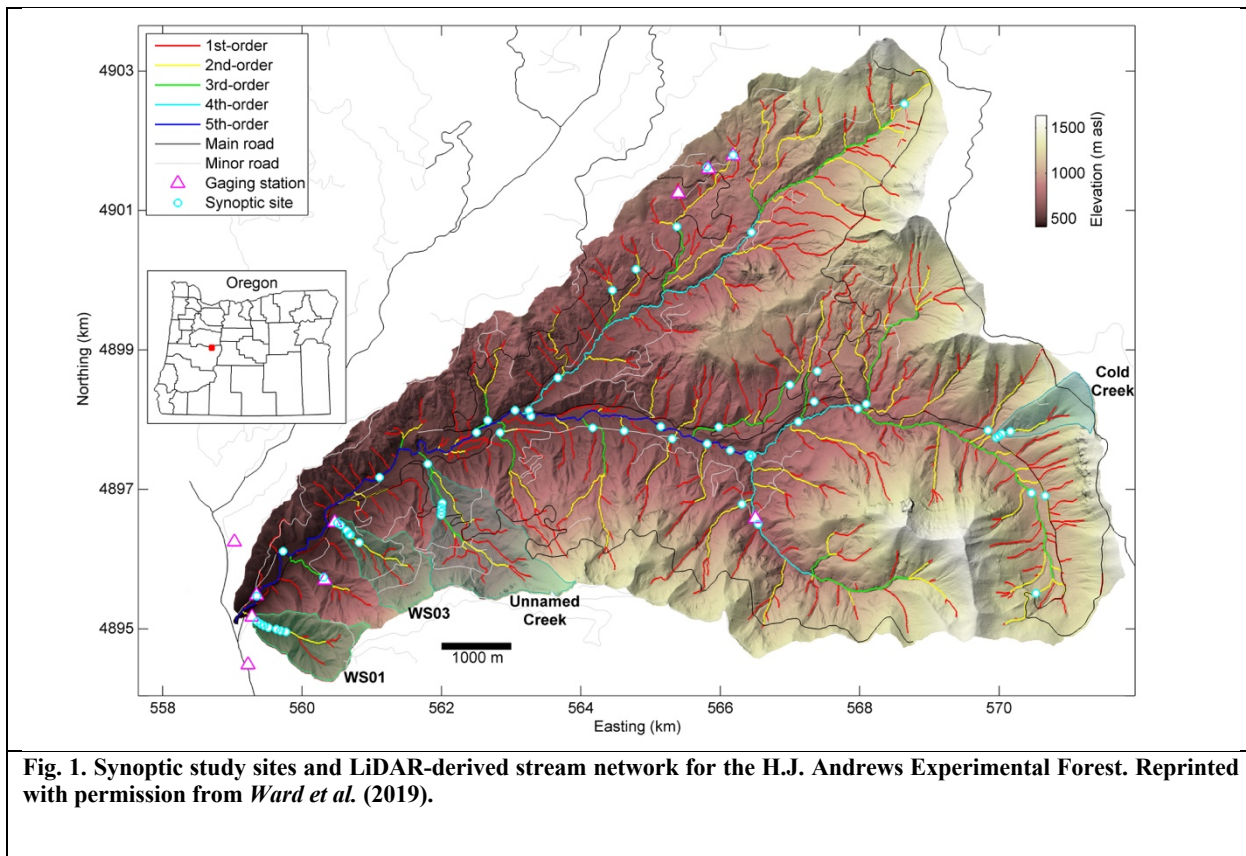 1st-order
2nd-order
3rd-order
4th-order
5th-order
Main road
Minor road
Gaging station
Synoptic site
Oregon
1500
1000
500
Elevation (m asl)
4903
4901
4899
4897
4895
Northing (km)
Cold
Creek
Unnamed
Creek
WS03
WS01
1000 m
558
560
562
564
566
568
570
Easting (km)
Fig. 1. Synoptic study sites and LiDAR-derived stream network for the H.J. Andrews Experimental Forest. Reprinted
with permission from Ward et al. (2019).